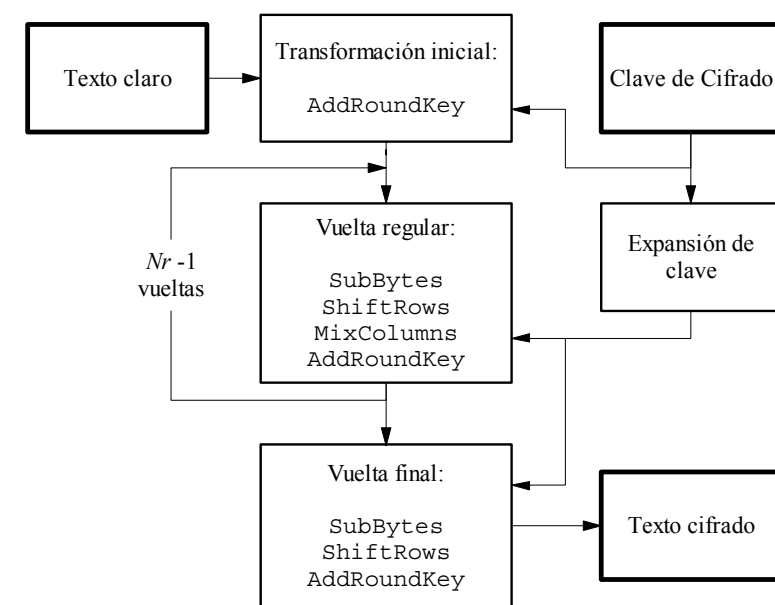 Texto claro
Transformación inicial:
AddRoundKey
Clave de Cifrado
Nr -1
vueltas
Vuelta regular:
SubBytes
ShiftRows
MixColumns
AddRoundKey
Expansión de
clave
Vuelta final:
SubBytes
ShiftRows
AddRoundKey
Texto cifrado